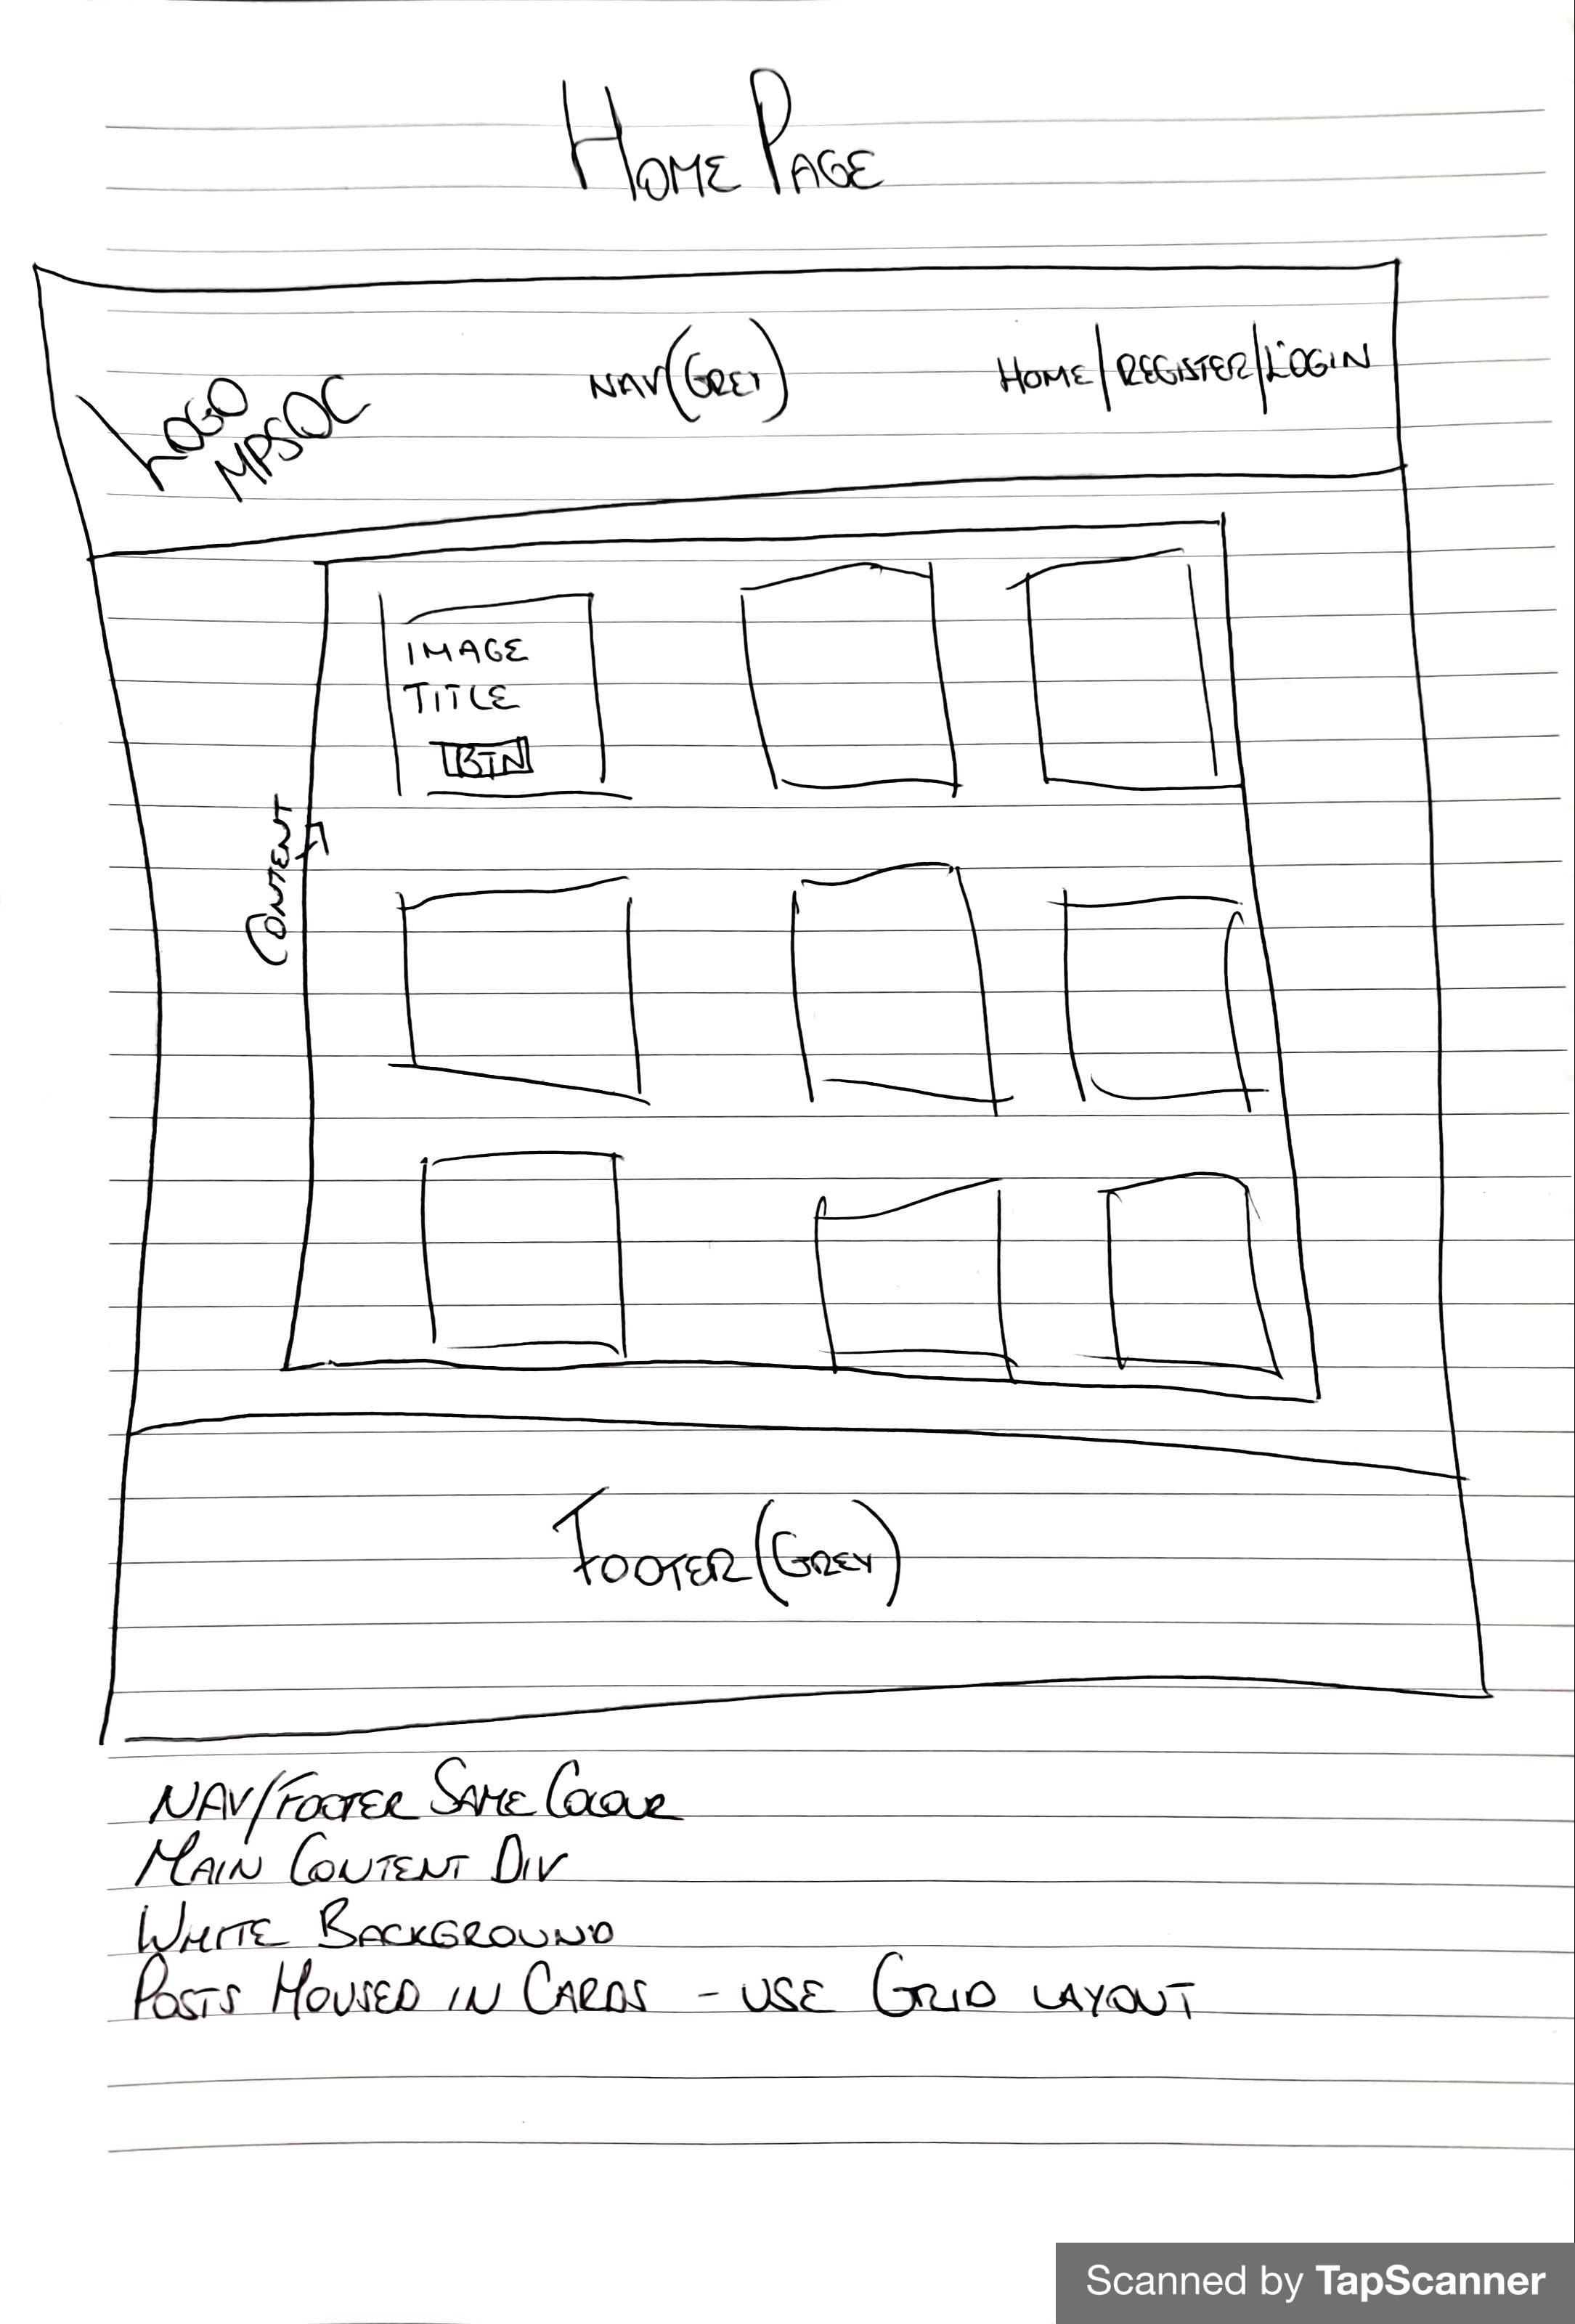 HOME PAGE
LOGO
MPSOC
NAV (GREY)
HOME/REGISTER/LOGIN
IMAGE
TITLE
BTN
CONTENT
FOOTER (GREY)
NAV/FOOTER SAME COLOUR
MAIN CONTENT DIV
WHITE BACKGROUND
POSTS HOUSED IN CARDS - USE GRID LAYOUT
Scanned by TapScanner